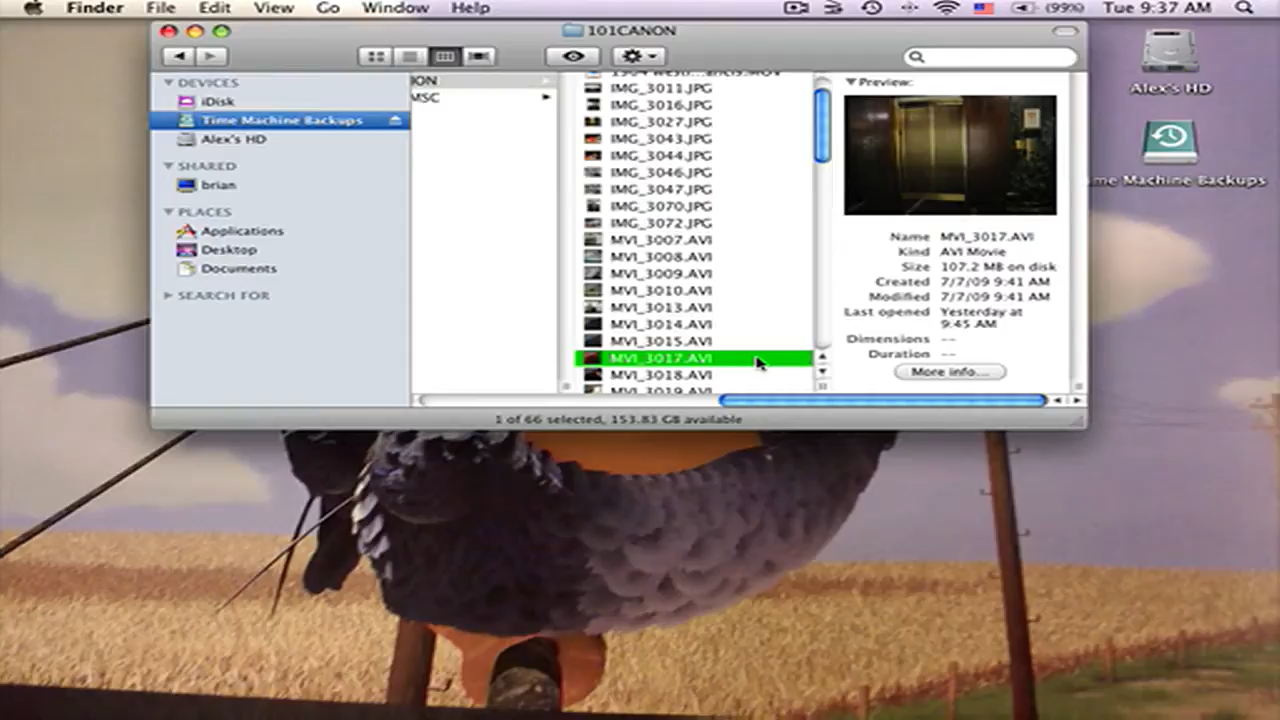 Finder File Edit View Go Window Help (99%) Tue 9:37 AM
101CANON
DEVICES
iDisk
Time Machine Backups
Alex's HD
SHARED
brian
PLACES
Applications
Desktop
Documents
SEARCH FOR
ON
MSC
IMG_3011.JPG
IMG_3016.JPG
IMG_3027.JPG
IMG_3043.JPG
IMG_3044.JPG
IMG_3046.JPG
IMG_3047.JPG
IMG_3070.JPG
IMG_3072.JPG
MVI_3007.AVI
MVI_3008.AVI
MVI_3009.AVI
MVI_3010.AVI
MVI_3013.AVI
MVI_3014.AVI
MVI_3015.AVI
MVI_3017.AVI
MVI_3018.AVI
MVI_3019.AVI
Preview:
Name MVI_3017.AVI
Kind AVI Movie
Size 107.2 MB on disk
Created 7/7/09 9:41 AM
Modified 7/7/09 9:41 AM
Last opened Yesterday at
9:45 AM
Dimensions --
Duration --
More info...
1 of 66 selected, 153.83 GB available
Alex's HD
me Machine Backups